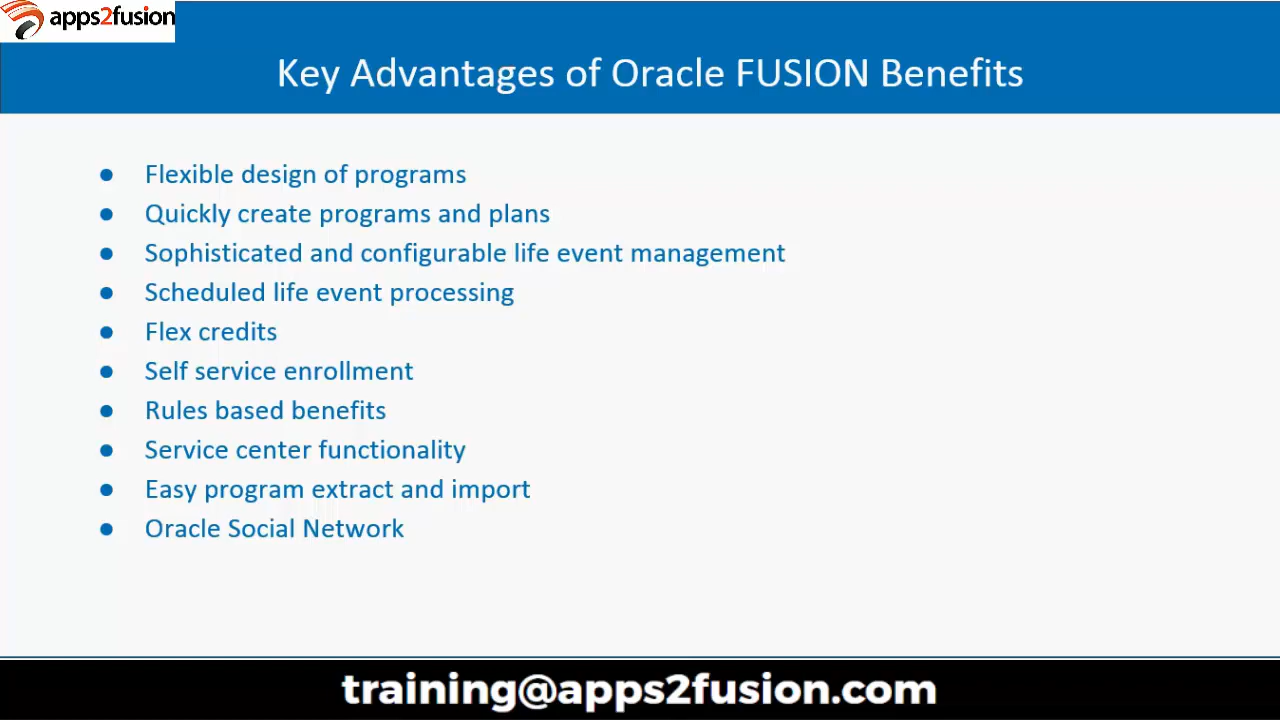 apps2fusion
Key Advantages of Oracle FUSION Benefits
● Flexible design of programs
● Quickly create programs and plans
● Sophisticated and configurable life event management
● Scheduled life event processing
● Flex credits
● Self service enrollment
● Rules based benefits
● Service center functionality
● Easy program extract and import
● Oracle Social Network
training@apps2fusion.com